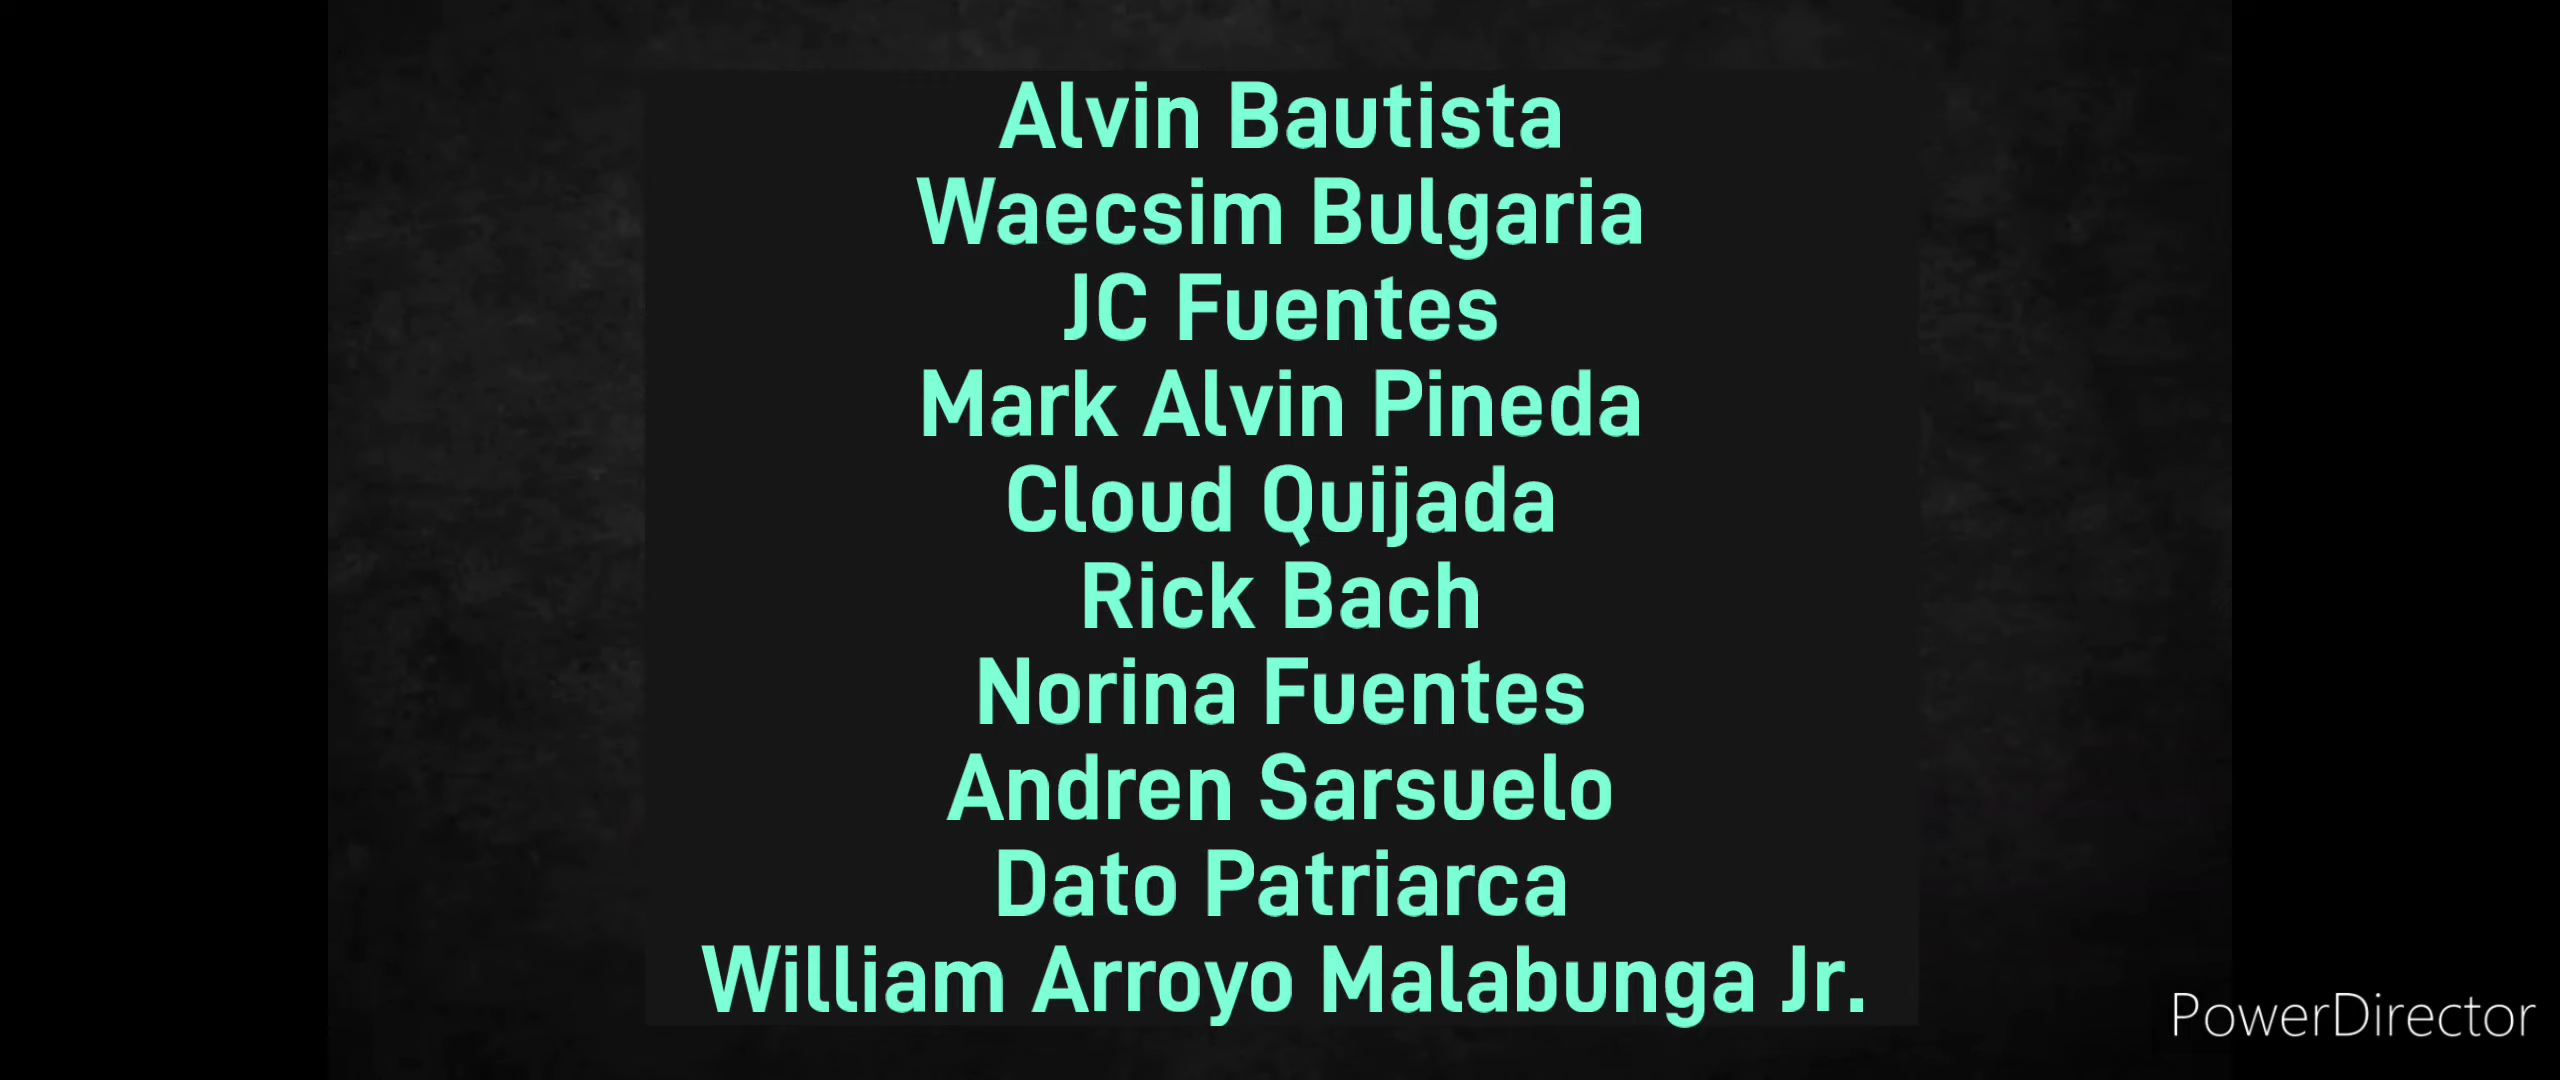 Alvin Bautista
Waecsim Bulgaria
JC Fuentes
Mark Alvin Pineda
Cloud Quijada
Rick Bach
Norina Fuentes
Andren Sarsuelo
Dato Patriarca
William Arroyo Malabunga Jr.
PowerDirector